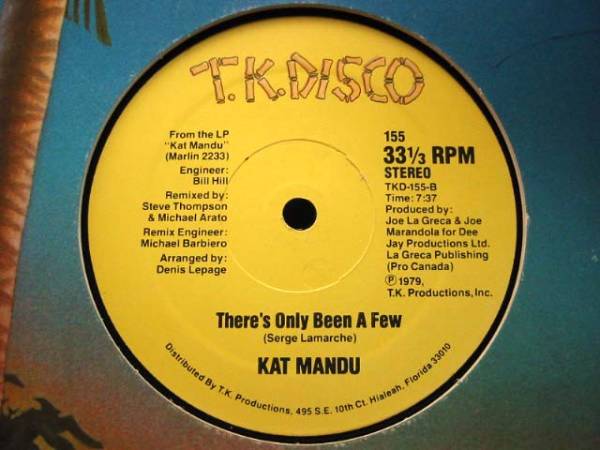 T.K. DISCO
From the LP
"Kat Mandu"
(Marlin 2233)
Engineer:
Bill Hill
Remixed by:
Steve Thompson
& Michael Arato
Remix Engineer:
Michael Barbiero
Arranged by:
Denis Lepage
155
33 1/3 RPM
STEREO
TKD-155-B
Time: 7:37
Produced by:
Joe La Greca & Joe
Marandola for Dee
Jay Productions Ltd.
La Greca Publishing
(Pro Canada)
℗ 1979,
T.K. Productions, Inc.
There's Only Been A Few
(Serge Lamarche)
KAT MANDU
Distributed By T.K. Productions, 495 S.E. 10th Ct. Hialeah, Florida 33010